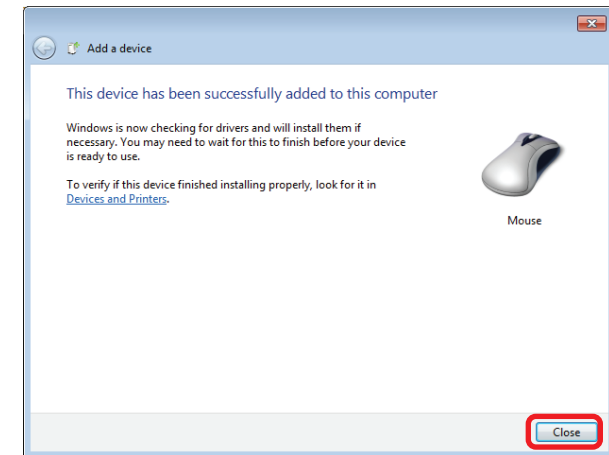 Add a device
This device has been successfully added to this computer
Windows is now checking for drivers and will install them if
necessary. You may need to wait for this to finish before your device
is ready to use.
To verify if this device finished installing properly, look for it in
Devices and Printers.
Mouse
Close